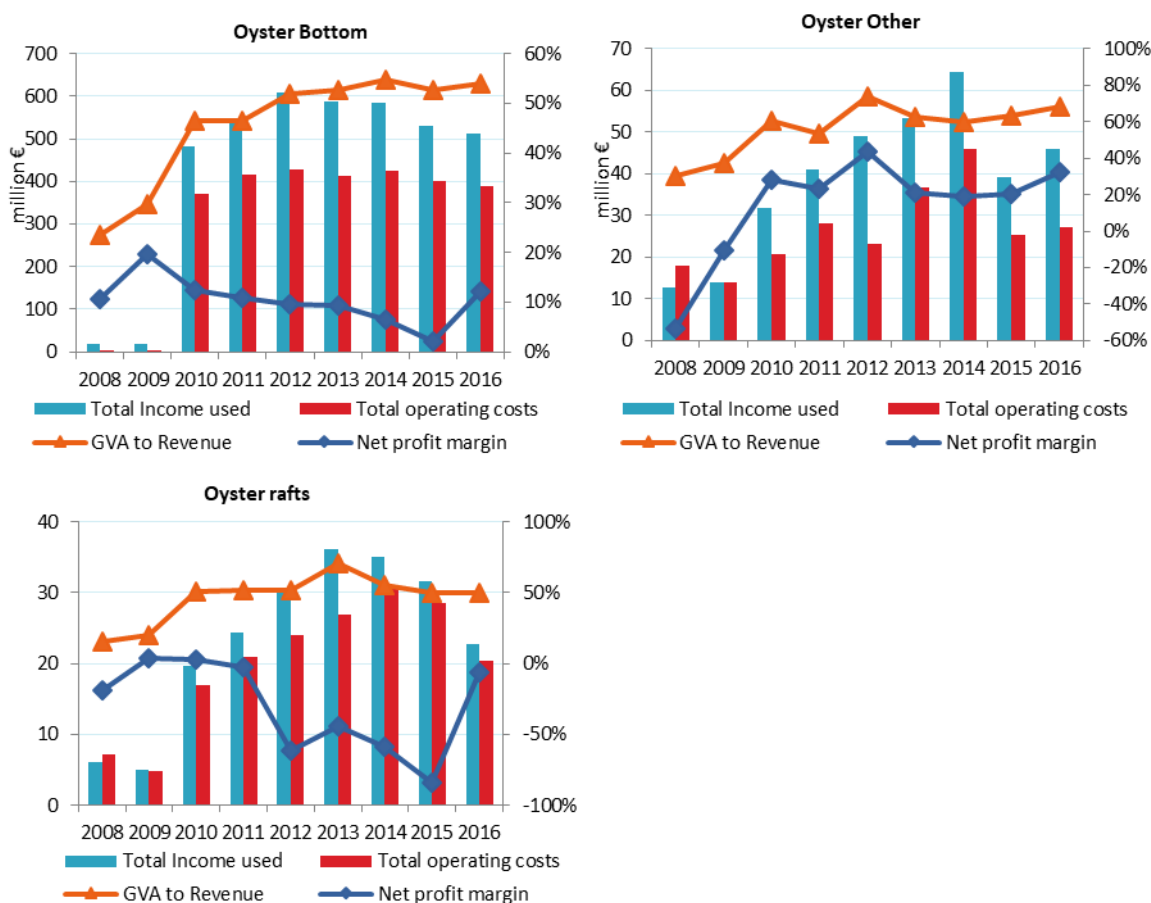 Oyster Bottom
700
600
500
400
300
200
100
0
million €
60%
50%
40%
30%
20%
10%
0%
2008 2009 2010 2011 2012 2013 2014 2015 2016
Total Income used
Total operating costs
GVA to Revenue
Net profit margin
Oyster Other
70
60
50
40
30
20
10
0
million €
100%
80%
60%
40%
20%
0%
-20%
-40%
-60%
2008 2009 2010 2011 2012 2013 2014 2015 2016
Total Income used
Total operating costs
GVA to Revenue
Net profit margin
Oyster rafts
40
30
20
10
0
100%
50%
0%
-50%
-100%
2008 2009 2010 2011 2012 2013 2014 2015 2016
Total Income used
Total operating costs
GVA to Revenue
Net profit margin